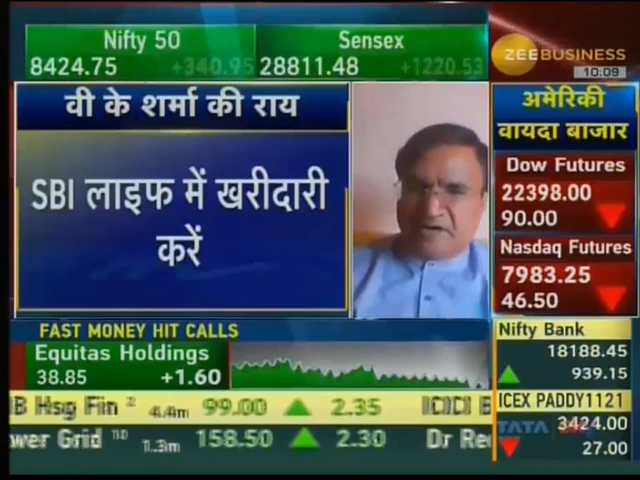 Nifty 50
8424.75 +340.95
Sensex
28811.48 +1220.53
ZEE BUSINESS
10:09
वी के शर्मा की राय
SBI लाइफ में खरीदारी
करें
अमेरिकी
वायदा बाजार
Dow Futures
22398.00
90.00
Nasdaq Futures
7983.25
46.50
FAST MONEY HIT CALLS
Equitas Holdings
38.85 +1.60
Nifty Bank
18188.45
939.15
ICEX PADDY1121
3424.00
TATA
27.00
B Hsg Fin 4.4m 99.00 2.35 ICICI
wer Grid 1.3m 158.50 2.30 Dr Re